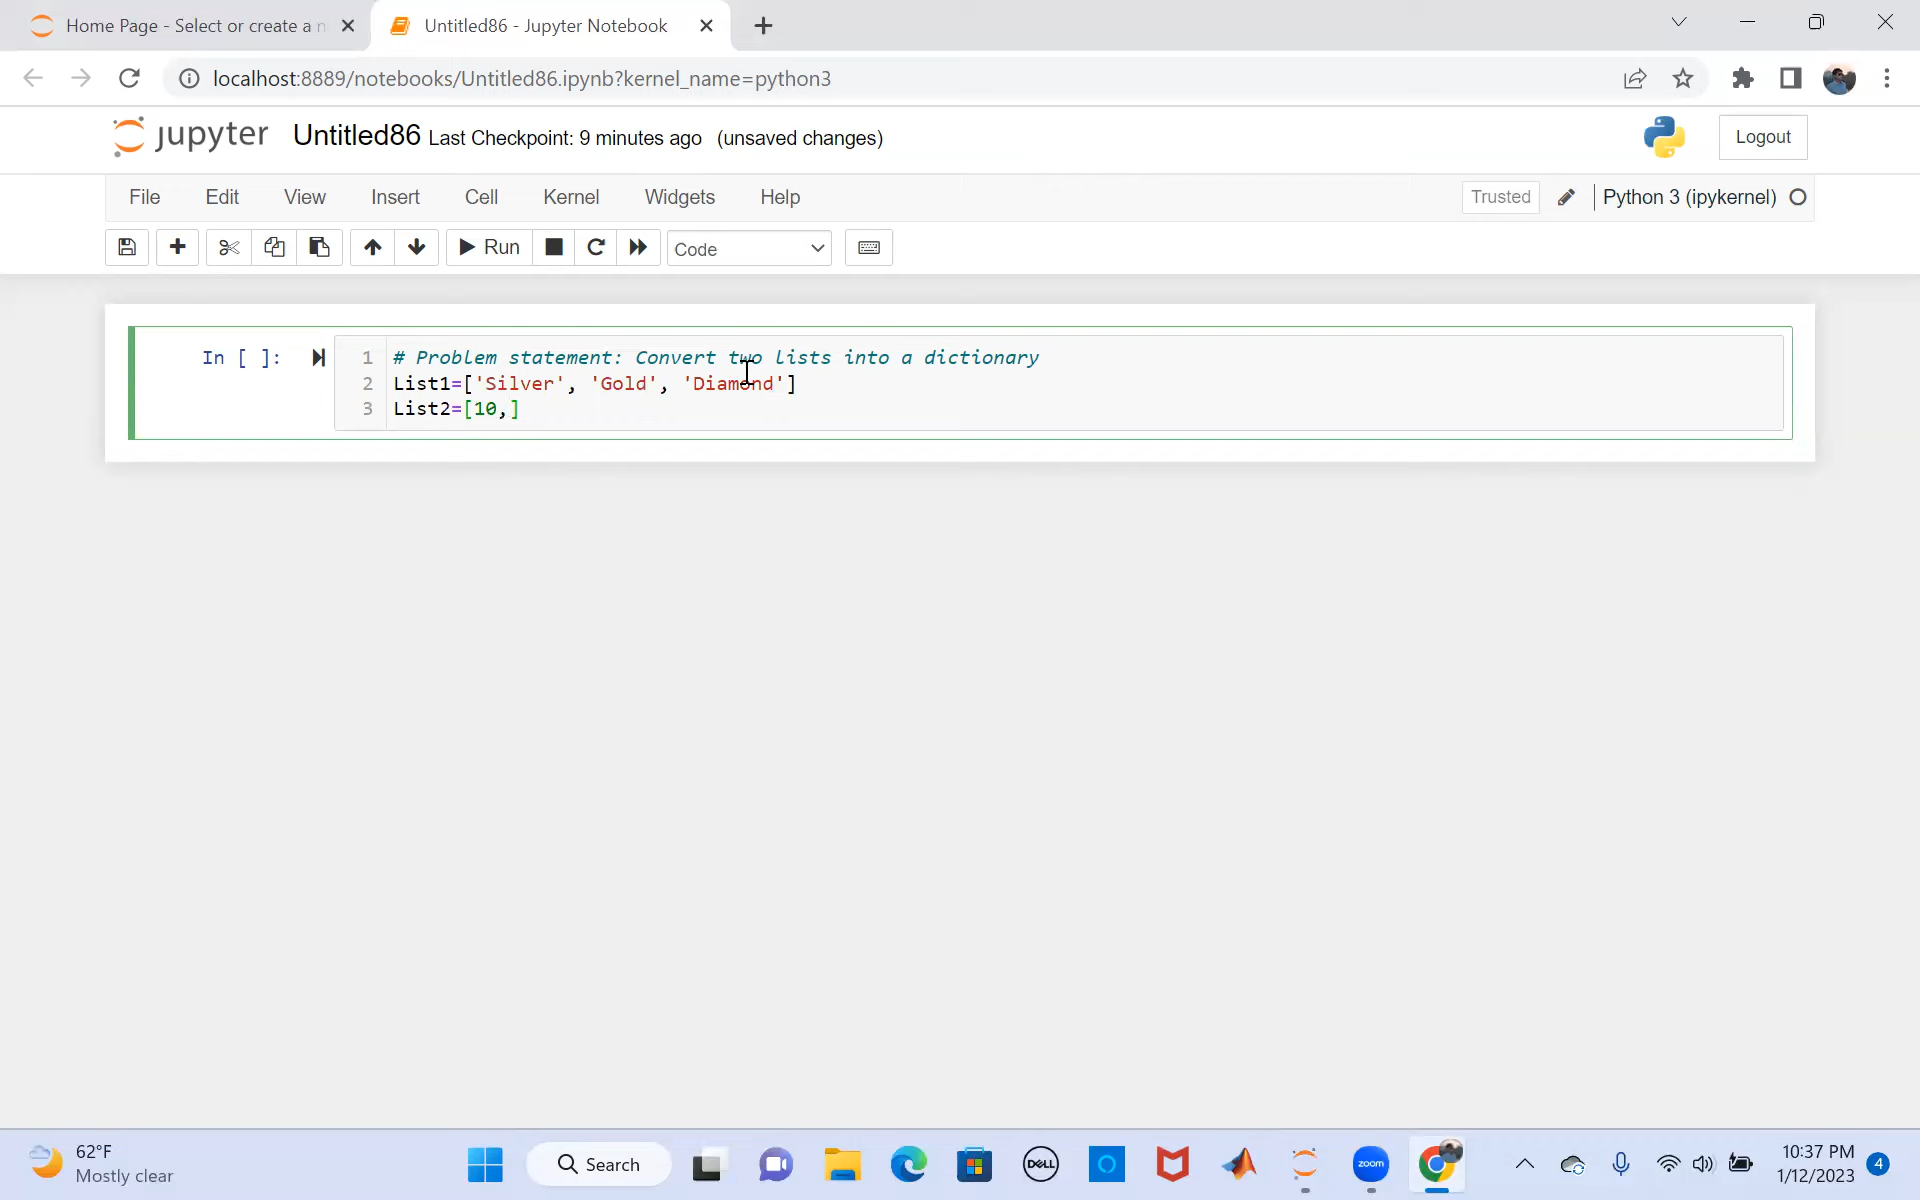 Home Page - Select or create a n
Untitled86 - Jupyter Notebook
localhost:8889/notebooks/Untitled86.ipynb?kernel_name=python3
jupyter Untitled86 Last Checkpoint: 9 minutes ago (unsaved changes)
Logout
File Edit View Insert Cell Kernel Widgets Help
Trusted
Python 3 (ipykernel)
Run
Code
In [ ]:
1 # Problem statement: Convert two lists into a dictionary
2 List1=['Silver', 'Gold', 'Diamond']
3 List2=[10,]
62°F
Mostly clear
Search
DELL
zoom
10:37 PM
1/12/2023
4